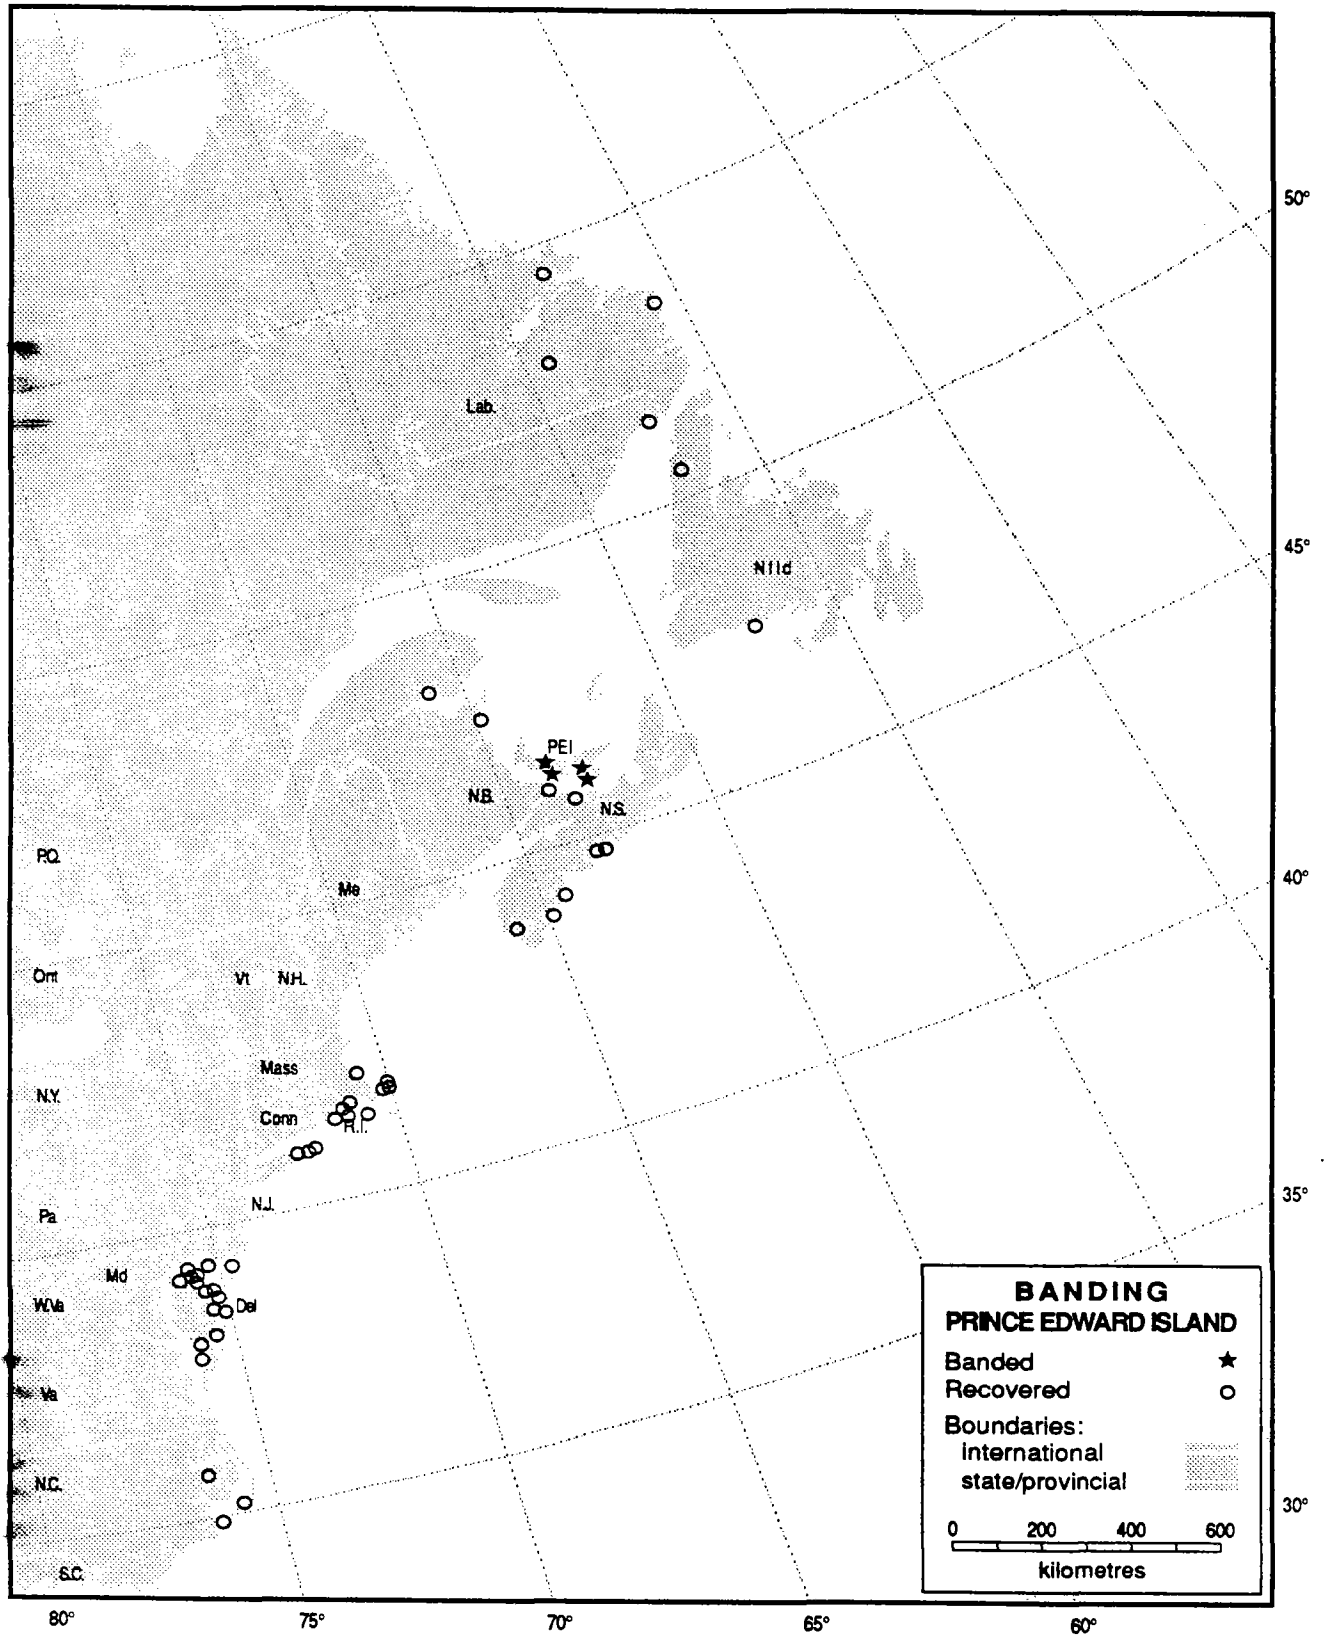 50°
Lab.
45°
Nfld
PEI
N.B.
N.S.
P.Q.
40°
Me
Ont
Vt
N.H.
Mass
N.Y.
Conn
R.I.
35°
N.J.
Pa
Md
W.Va
Del
BANDING
PRINCE EDWARD ISLAND
Banded
Recovered
Va
Boundaries:
international
state/provincial
N.C.
30°
0 200 400 600
kilometres
S.C.
80° 75° 70° 65° 60°